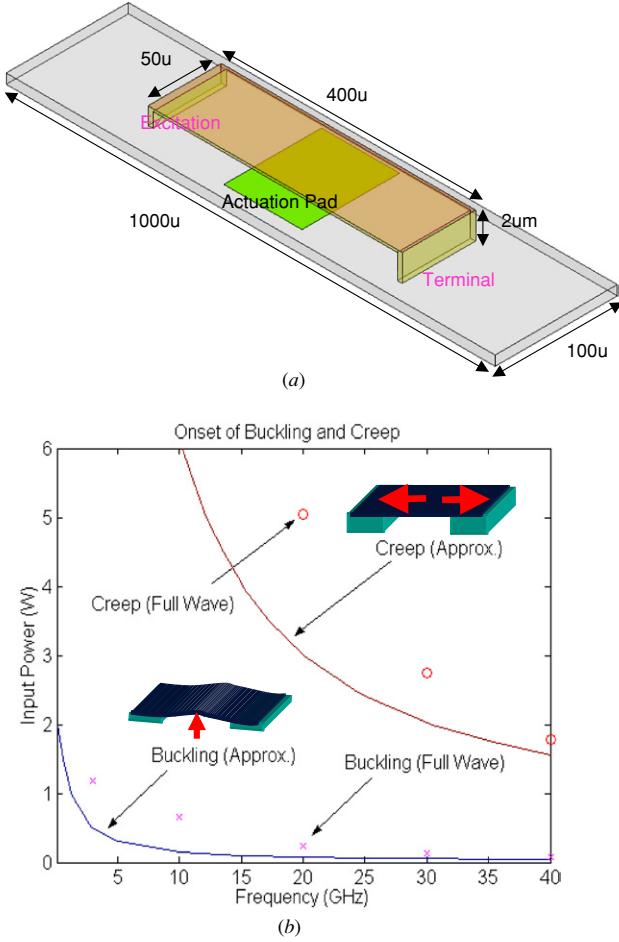 50u
400u
Excitation
Actuation Pad
2um
1000u
Terminal
100u
(a)
Onset of Buckling and Creep
6
5
4
3
2
1
0
Input Power (W)
Creep (Approx.)
Creep (Full Wave)
Buckling (Approx.)
Buckling (Full Wave)
5 10 15 20 25 30 35 40
Frequency (GHz)
(b)